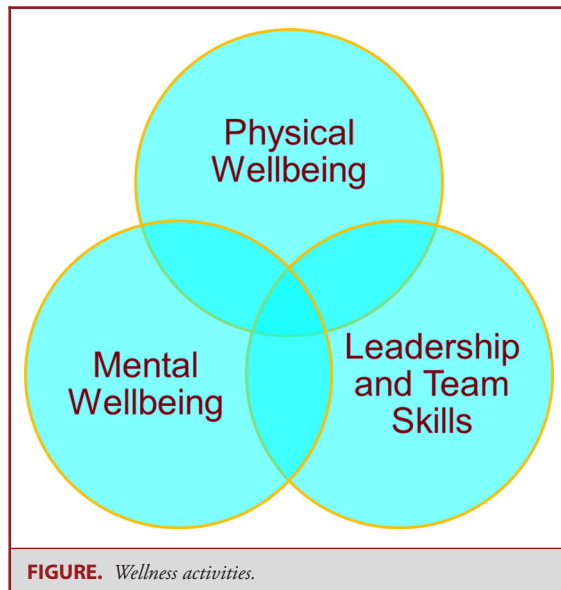 Physical
Wellbeing
Mental
Wellbeing
Leadership
and Team
Skills
FIGURE. Wellness activities.